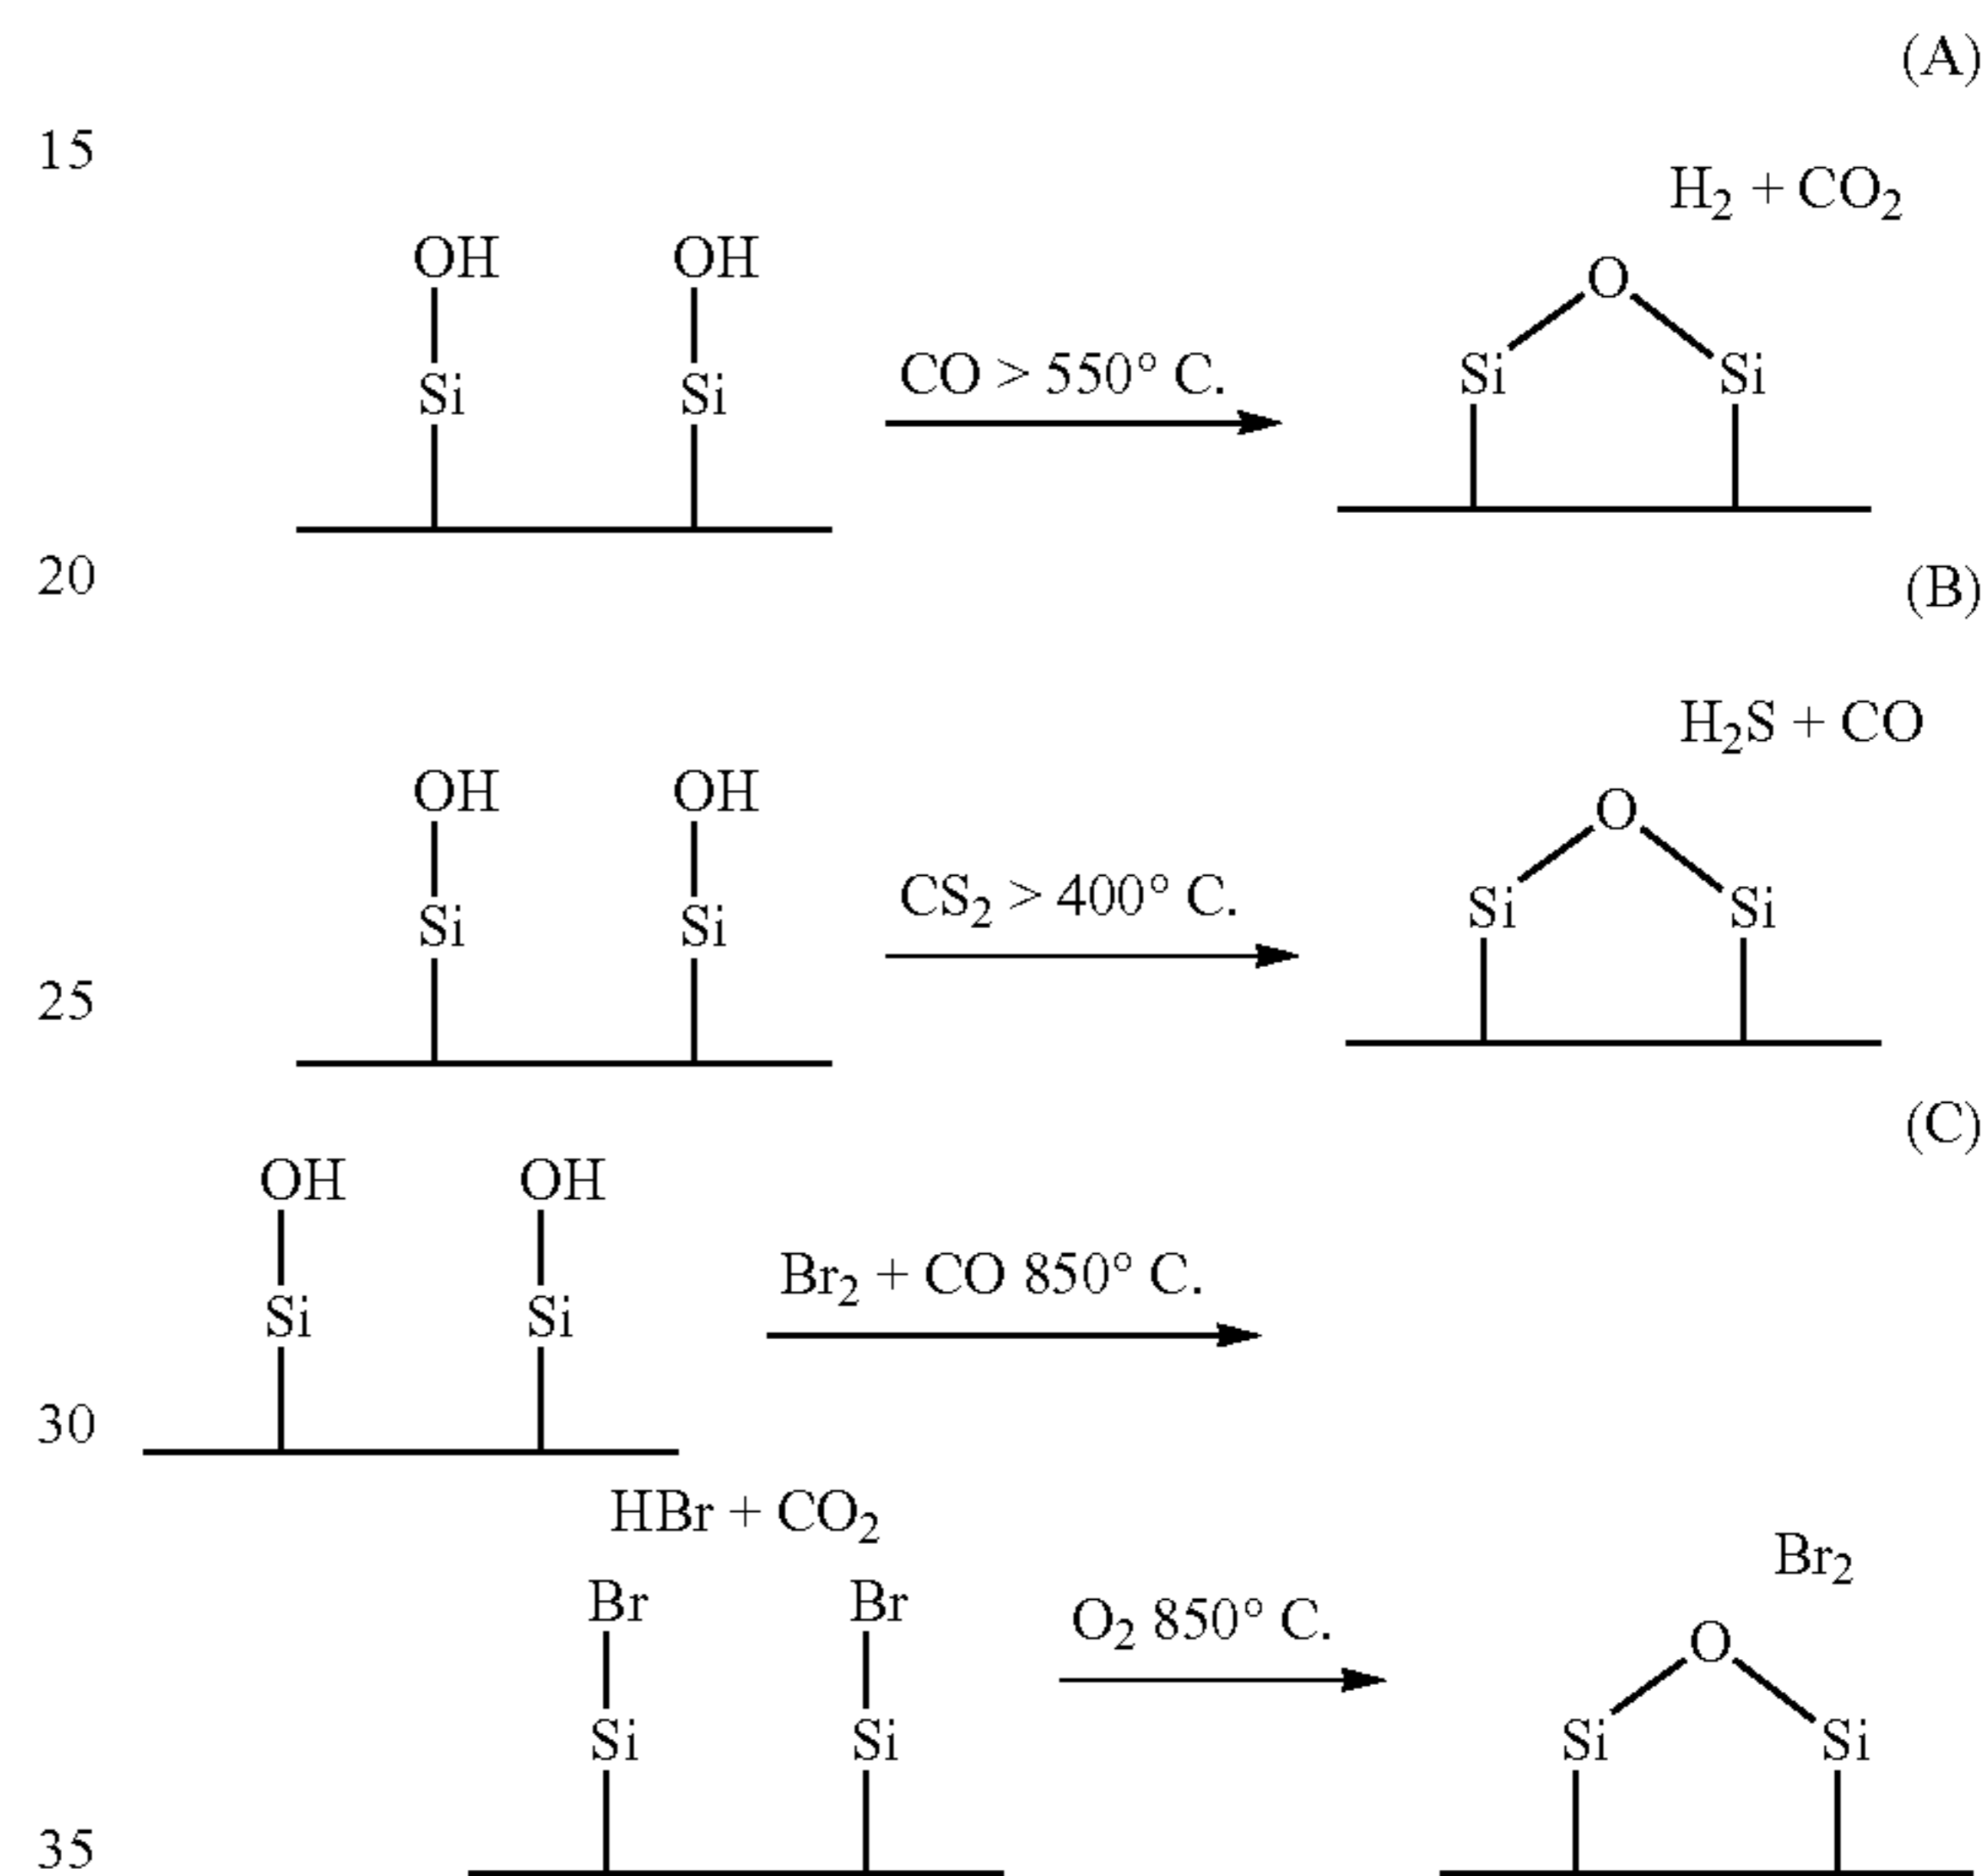 (A)
15
H₂ + CO₂
OH OH
O
CO > 550° C.
Si Si
Si Si
20
(B)
H₂S + CO
OH OH
O
CS₂ > 400° C.
Si Si
Si Si
25
(C)
OH OH
Br₂ + CO 850° C.
Si Si
30
HBr + CO₂
Br₂
Br Br
O₂ 850° C.
O
Si Si
Si Si
35